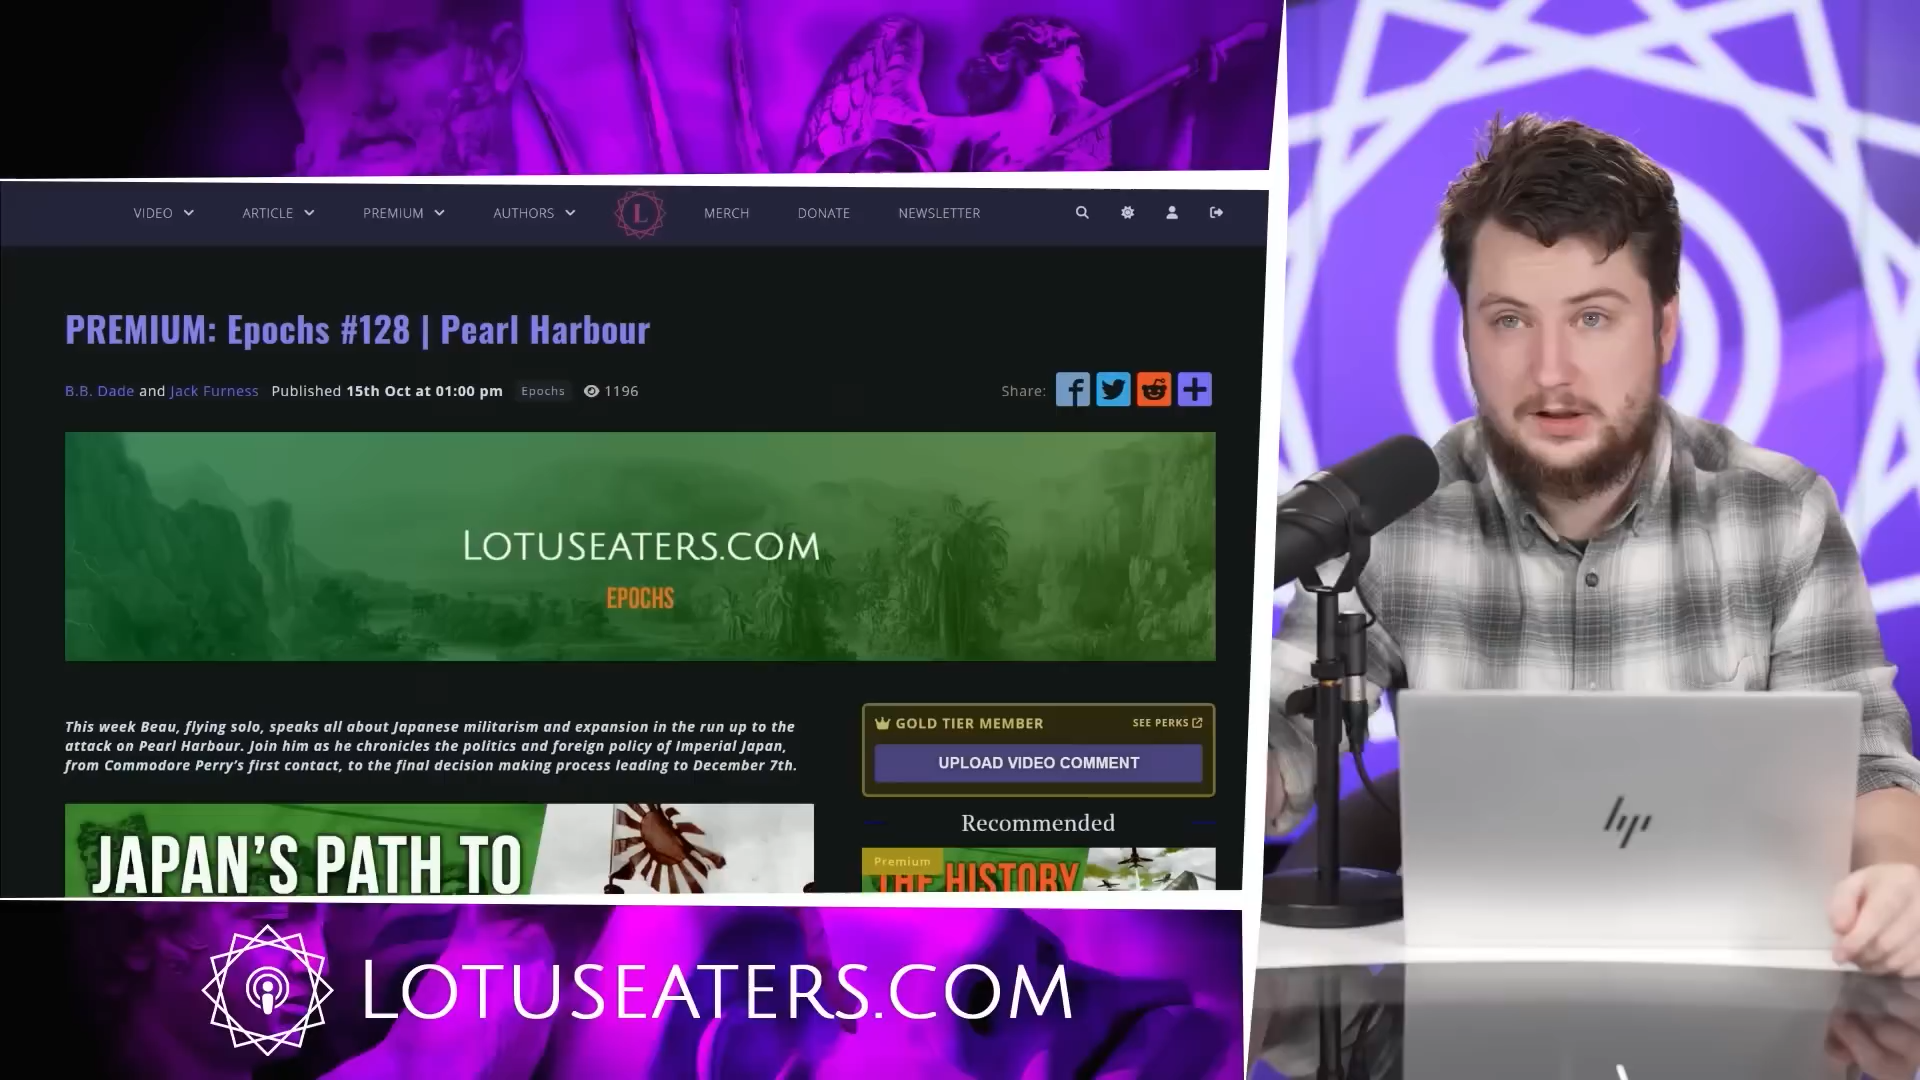 VIDEO ARTICLE PREMIUM AUTHORS L MERCH DONATE NEWSLETTER
PREMIUM: Epochs #128 | Pearl Harbour
B.B. Dade and Jack Furness Published 15th Oct at 01:00 pm Epochs 1196
Share:
LOTUSEATERS.COM
EPOCHS
This week Beau, flying solo, speaks all about Japanese militarism and expansion in the run up to the
attack on Pearl Harbour. Join him as he chronicles the politics and foreign policy of Imperial Japan,
from Commodore Perry's first contact, to the final decision making process leading to December 7th.
JAPAN'S PATH TO
GOLD TIER MEMBER SEE PERKS
UPLOAD VIDEO COMMENT
Recommended
Premium
THE HISTORY
LOTUSEATERS.COM
hp